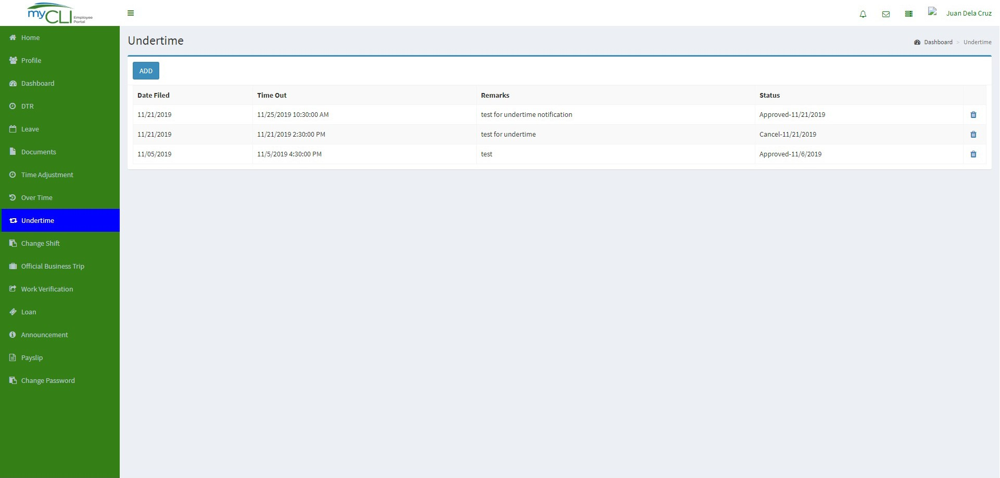 myCLI Employee Portal
Juan Dela Cruz
Home
Profile
Dashboard
DTR
Leave
Documents
Time Adjustment
Over Time
Undertime
Change Shift
Official Business Trip
Work Verification
Loan
Announcement
Payslip
Change Password
Undertime
Dashboard > Undertime
ADD
Date Filed Time Out Remarks Status
11/21/2019 11/25/2019 10:30:00 AM test for undertime notification Approved-11/21/2019
11/21/2019 11/21/2019 2:30:00 PM test for undertime Cancel-11/21/2019
11/05/2019 11/5/2019 4:30:00 PM test Approved-11/6/2019